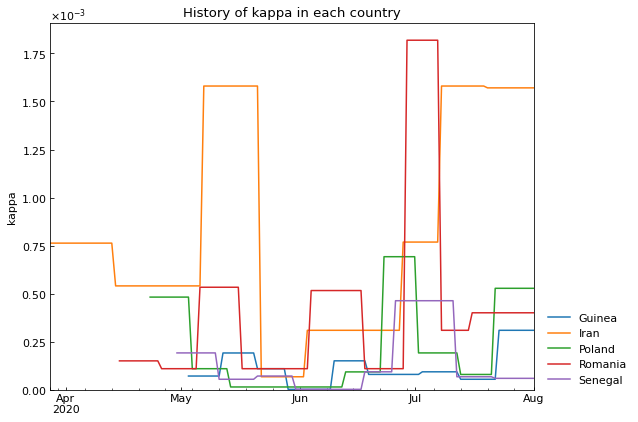 History of kappa in each country
×10⁻³
1.75
1.50
1.25
1.00
0.75
0.50
0.25
0.00
kappa
Apr
2020
May
Jun
Jul
Aug
Guinea
Iran
Poland
Romania
Senegal